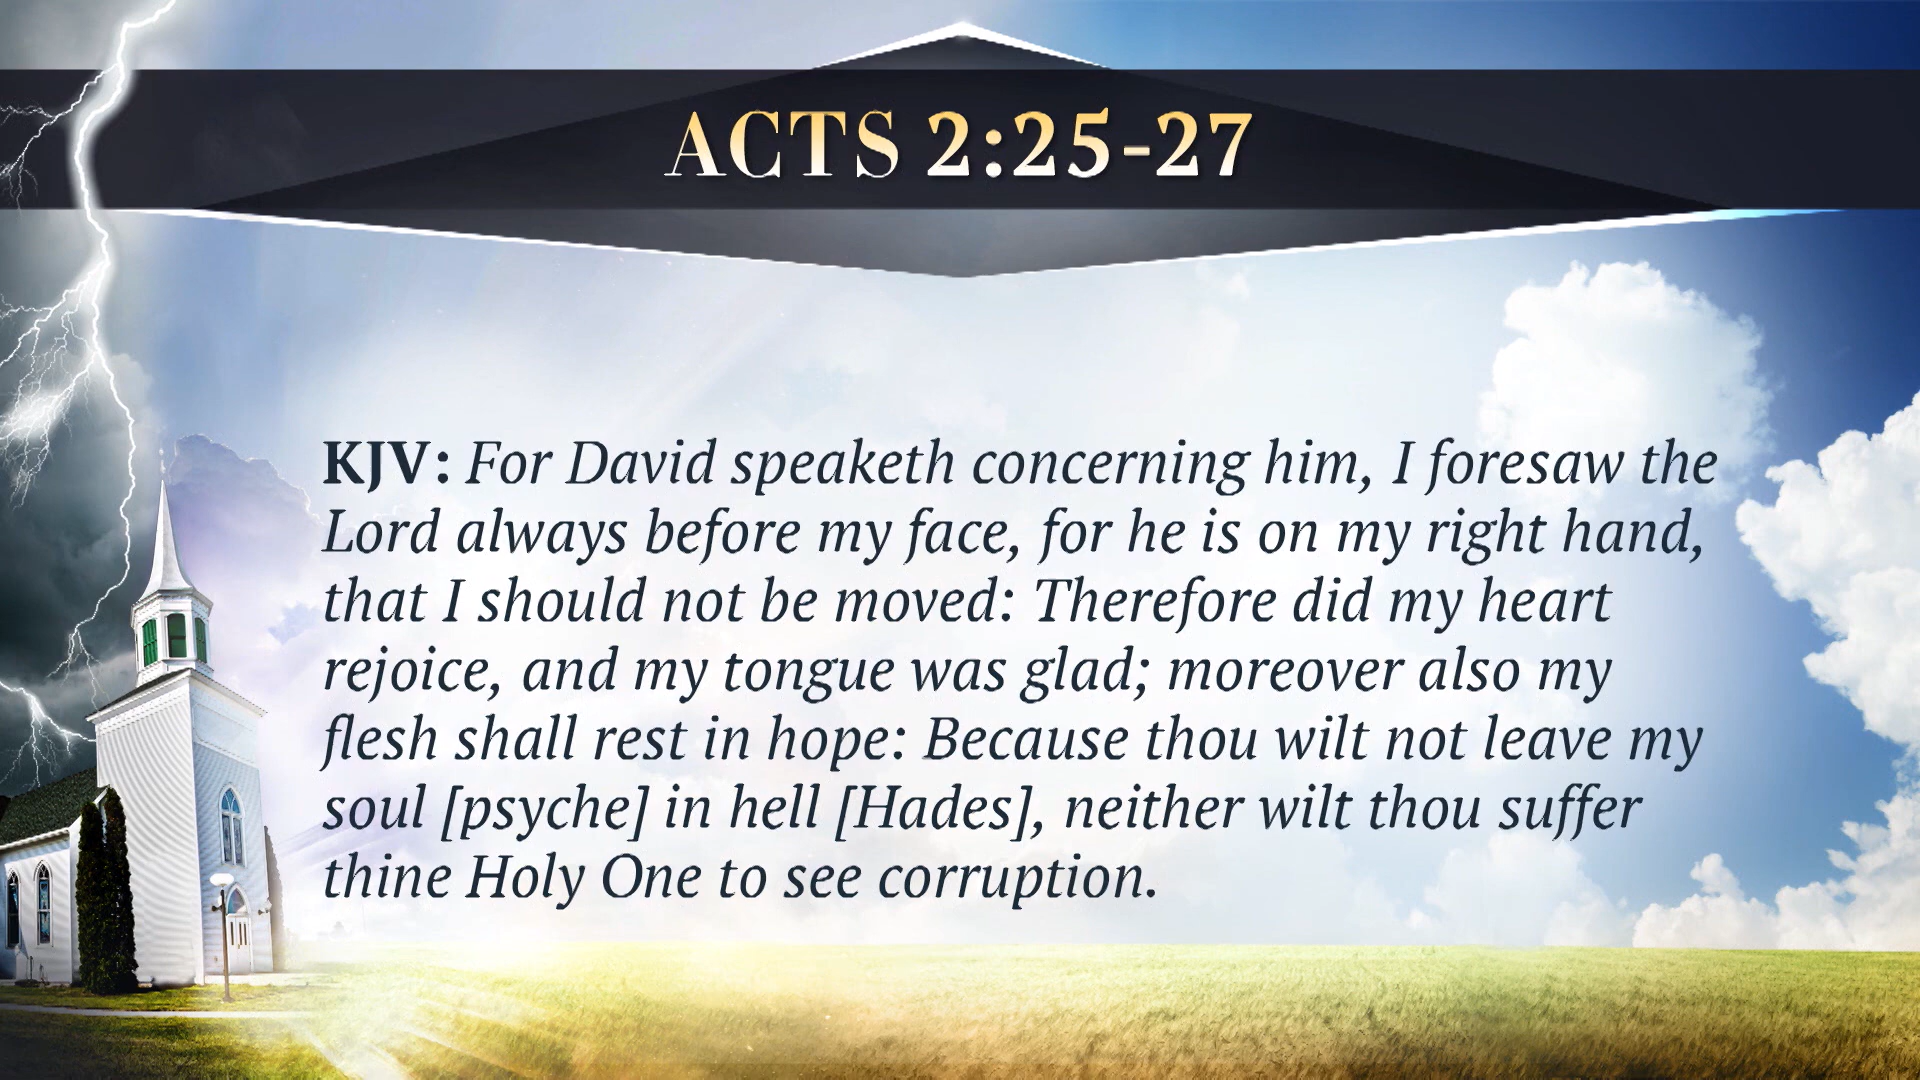 ACTS 2:25-27
KJV: For David speaketh concerning him, I foresaw the
Lord always before my face, for he is on my right hand,
that I should not be moved: Therefore did my heart
rejoice, and my tongue was glad; moreover also my
flesh shall rest in hope: Because thou wilt not leave my
soul [psyche] in hell [Hades], neither wilt thou suffer
thine Holy One to see corruption.